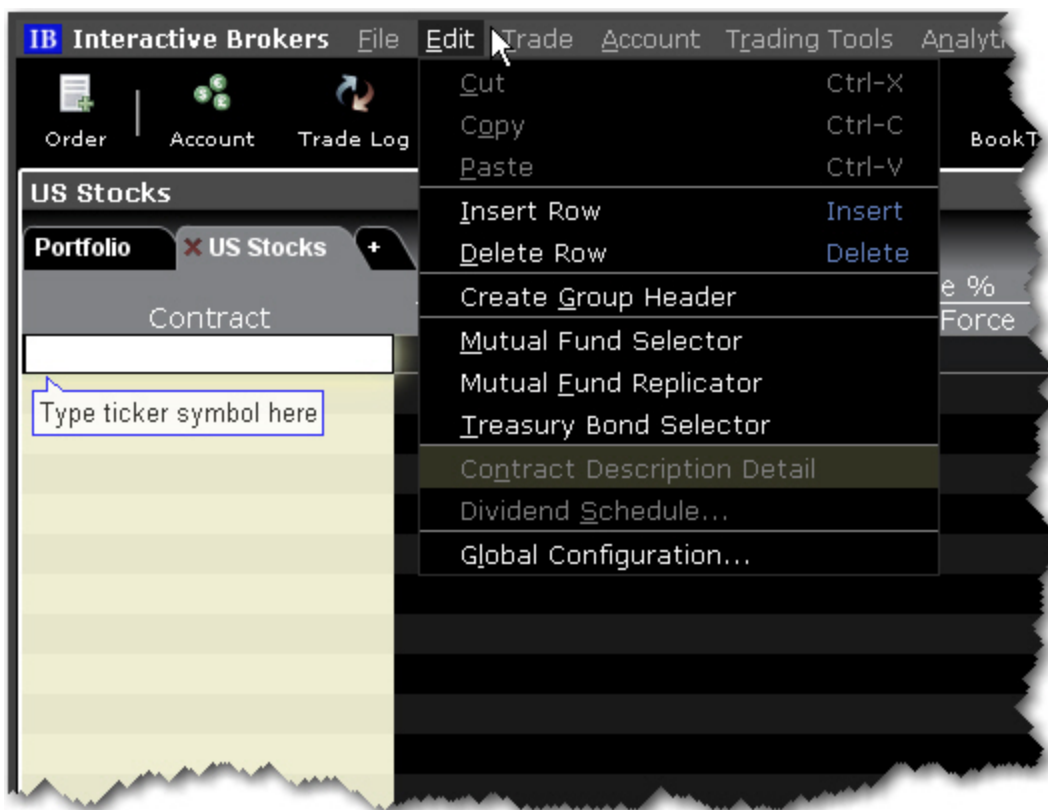 IB Interactive Brokers File Edit Trade Account Trading Tools
Order Account Trade Log
Cut Ctrl-X
Copy Ctrl-C
Paste Ctrl-V
Insert Row Insert
Delete Row Delete
Create Group Header
Mutual Fund Selector
Mutual Fund Replicator
Treasury Bond Selector
Contract Description Detail
Dividend Schedule...
Global Configuration...
US Stocks
Portfolio US Stocks +
Contract
e %
Force
Type ticker symbol here